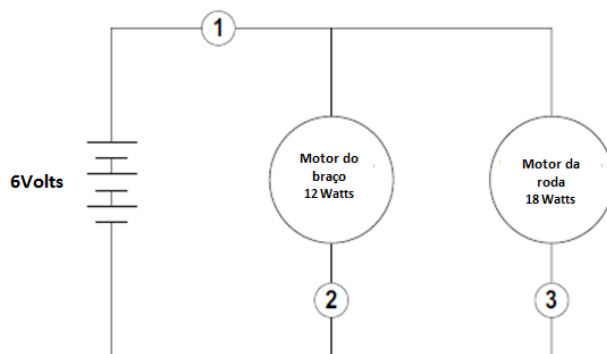 1
6Volts
Motor do
braço
12 Watts
Motor da
roda
18 Watts
2
3